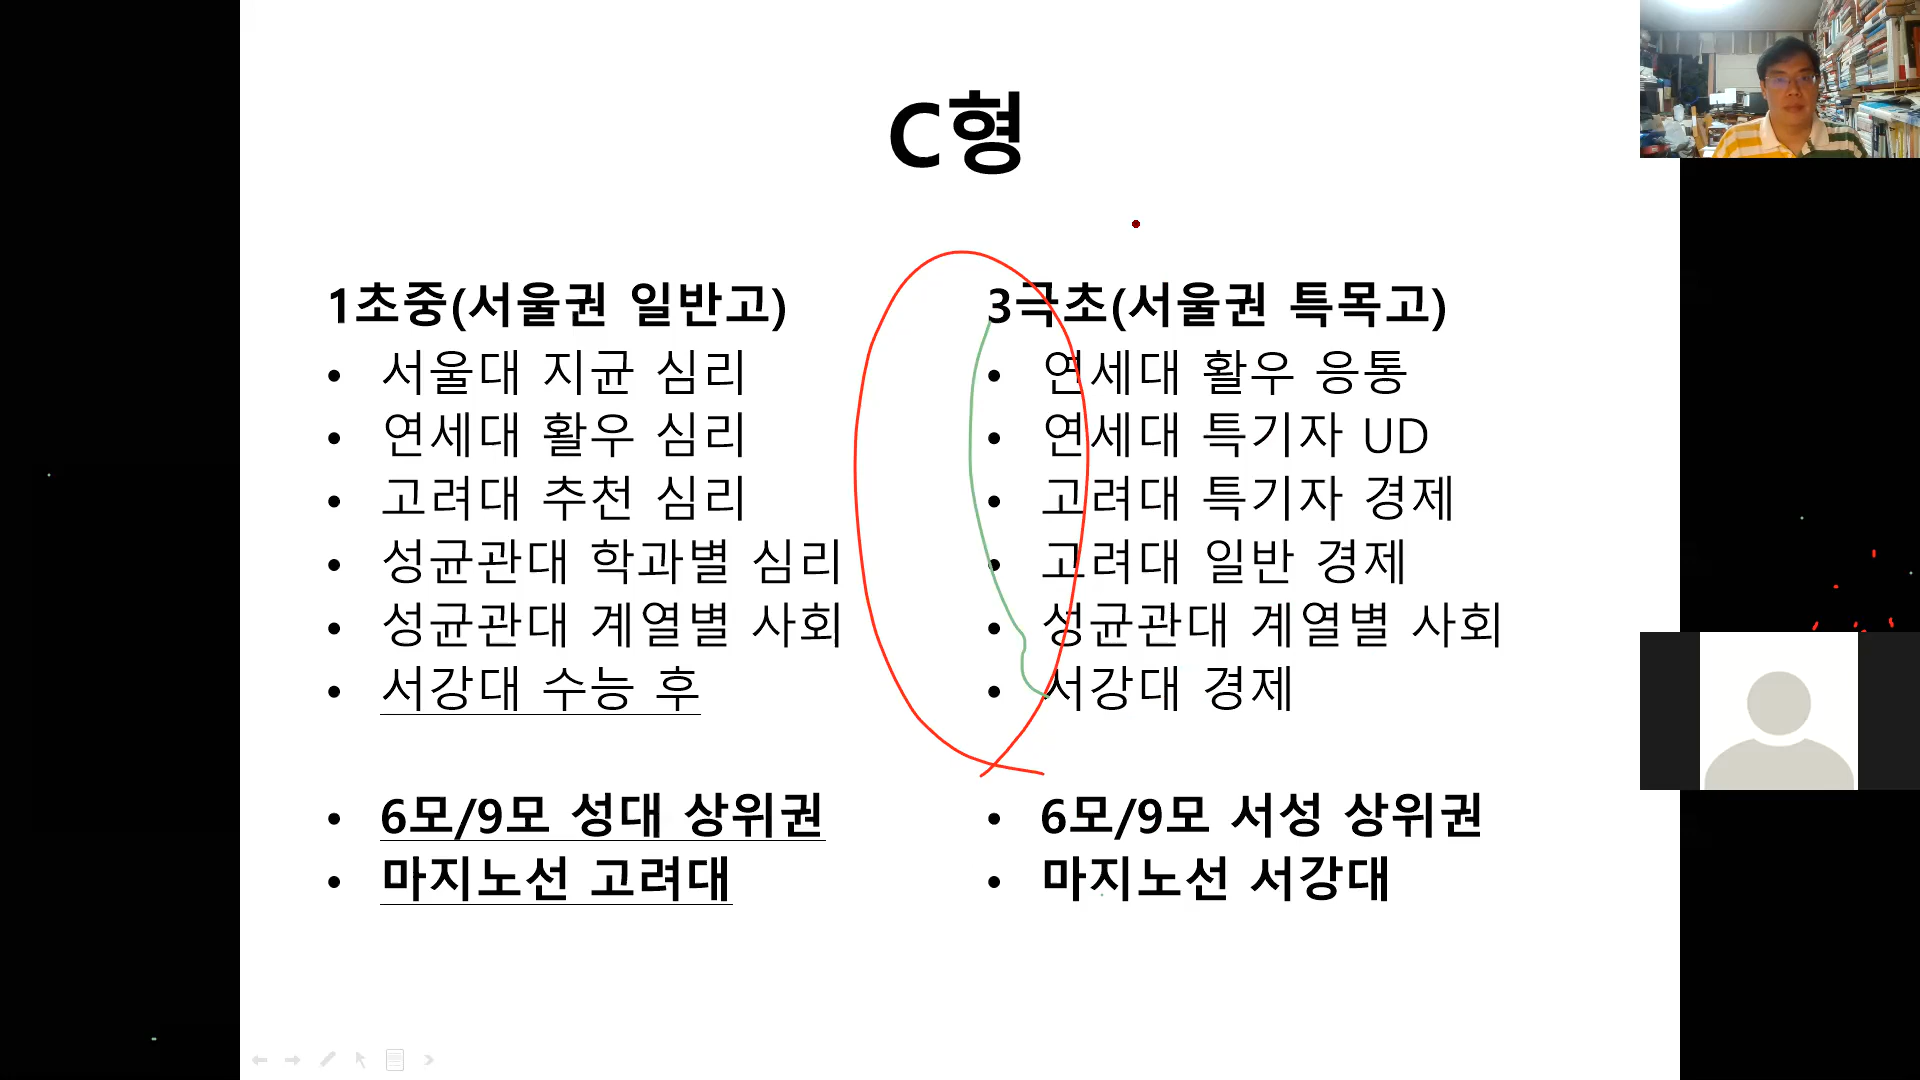 C형
1초중(서울권 일반고)
• 서울대 지균 심리
• 연세대 활우 심리
• 고려대 추천 심리
• 성균관대 학과별 심리
• 성균관대 계열별 사회
• 서강대 수능 후
• 6모/9모 성대 상위권
• 마지노선 고려대
3극초(서울권 특목고)
• 연세대 활우 응통
• 연세대 특기자 UD
• 고려대 특기자 경제
• 고려대 일반 경제
• 성균관대 계열별 사회
• 서강대 경제
• 6모/9모 서성 상위권
• 마지노선 서강대